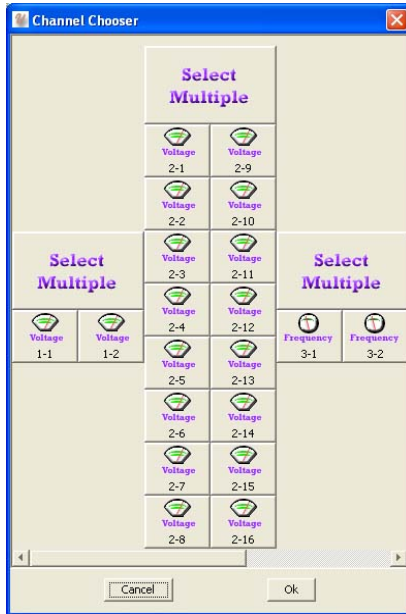 Channel Chooser
Select
Multiple
Voltage Voltage
2-1 2-9
Voltage Voltage
2-2 2-10
Select
Multiple
Voltage Voltage
2-3 2-11
Select
Multiple
Voltage Voltage
1-1 1-2
Voltage Voltage
2-4 2-12
Frequency Frequency
3-1 3-2
Voltage Voltage
2-5 2-13
Voltage Voltage
2-6 2-14
Voltage Voltage
2-7 2-15
Voltage Voltage
2-8 2-16
Cancel Ok